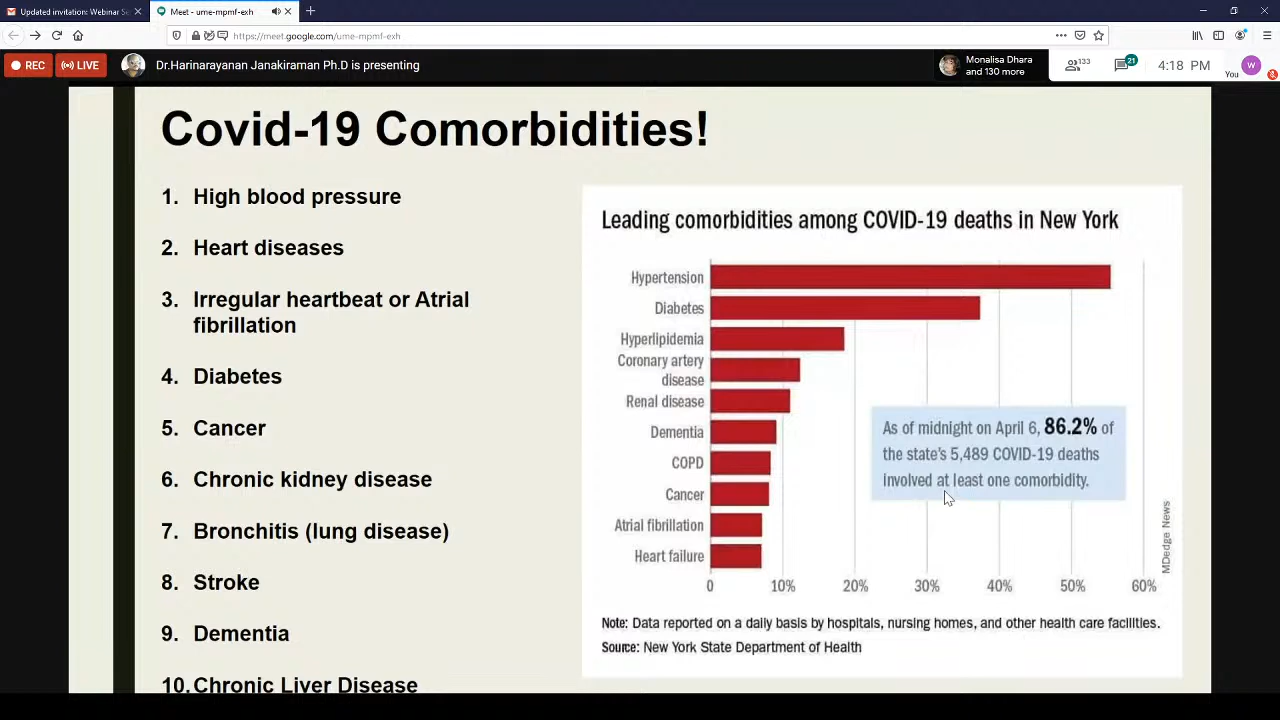 Updated invitation: Webinar Se
Meet - ume-mpmf-exh
https://meet.google.com/ume-mpmf-exh
REC
LIVE
Dr.Harinarayanan Janakiraman Ph.D is presenting
Monalisa Dhara
and 130 more
133
21
4:18 PM
You
W
Covid-19 Comorbidities!
1. High blood pressure
2. Heart diseases
3. Irregular heartbeat or Atrial
fibrillation
4. Diabetes
5. Cancer
6. Chronic kidney disease
7. Bronchitis (lung disease)
8. Stroke
9. Dementia
10. Chronic Liver Disease
Leading comorbidities among COVID-19 deaths in New York
Hypertension
Diabetes
Hyperlipidemia
Coronary artery
disease
Renal disease
Dementia
COPD
Cancer
Atrial fibrillation
Heart failure
0 10% 20% 30% 40% 50% 60%
As of midnight on April 6, 86.2% of
the state's 5,489 COVID-19 deaths
involved at least one comorbidity.
MDedge News
Note: Data reported on a daily basis by hospitals, nursing homes, and other health care facilities.
Source: New York State Department of Health